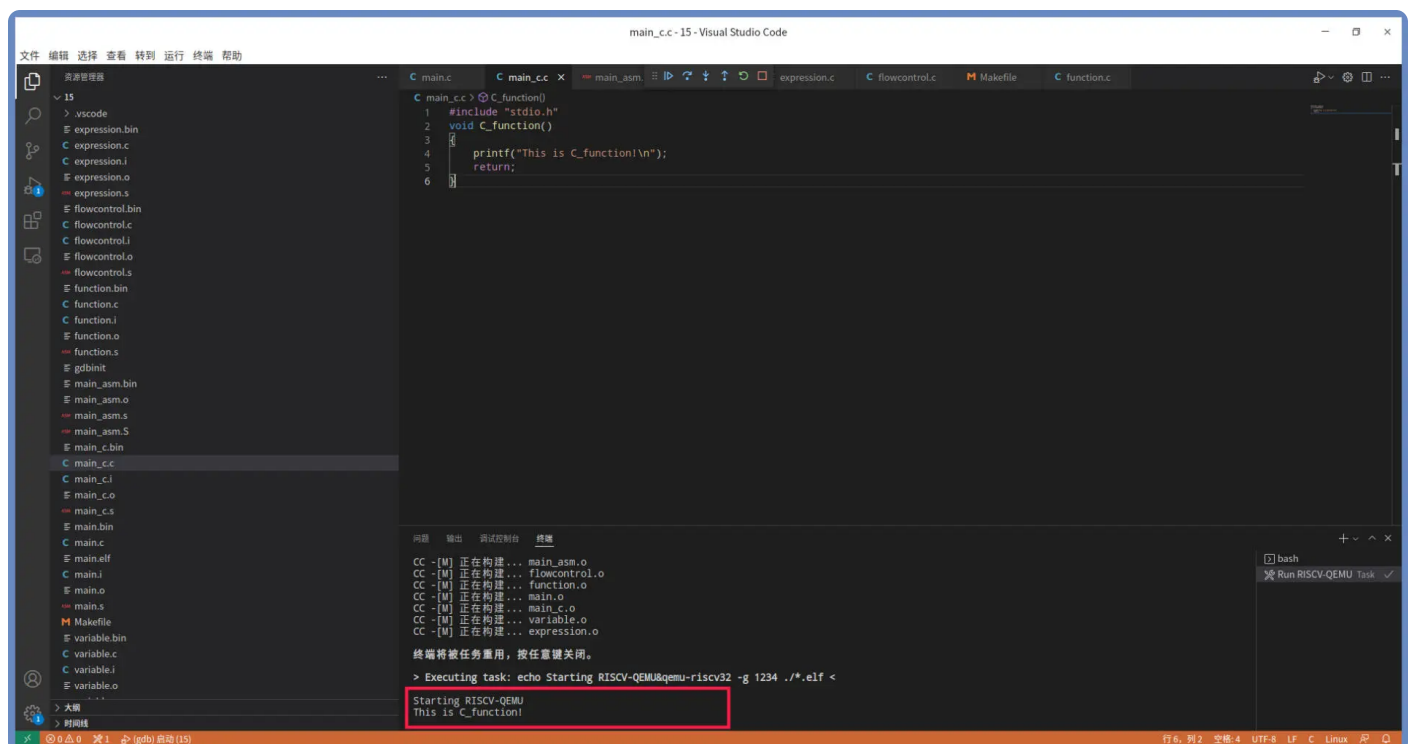 main_c.c - 15 - Visual Studio Code
文件 编辑 选择 查看 转到 运行 终端 帮助
资源管理器
15
.vscode
expression.bin
expression.c
expression.i
expression.o
expression.s
flowcontrol.bin
flowcontrol.c
flowcontrol.i
flowcontrol.o
flowcontrol.s
function.bin
function.c
function.i
function.o
function.s
gdbinit
main_asm.bin
main_asm.o
main_asm.s
main_asm.S
main_c.bin
main_c.c
main_c.i
main_c.o
main_c.s
main.bin
main.c
main.elf
main.i
main.o
main.s
Makefile
variable.bin
variable.c
variable.i
variable.o
大纲
时间线
main.c main_c.c main_asm. expression.c flowcontrol.c Makefile function.c
main_c.c > C_function()
1 #include "stdio.h"
2 void C_function()
3 {
4 printf("This is C_function!\n");
5 return;
6 }
问题 输出 调试控制台 终端
CC -[M] 正在构建... main_asm.o
CC -[M] 正在构建... flowcontrol.o
CC -[M] 正在构建... function.o
CC -[M] 正在构建... main.o
CC -[M] 正在构建... main_c.o
CC -[M] 正在构建... variable.o
CC -[M] 正在构建... expression.o
终端将被任务重用，按任意键关闭。
> Executing task: echo Starting RISCV-QEMU&qemu-riscv32 -g 1234 ./*.elf <
Starting RISCV-QEMU
This is C_function!
bash
Run RISCV-QEMU Task
0 0 1 (gdb) 启动 (15)
行 6，列 2 空格: 4 UTF-8 LF C Linux